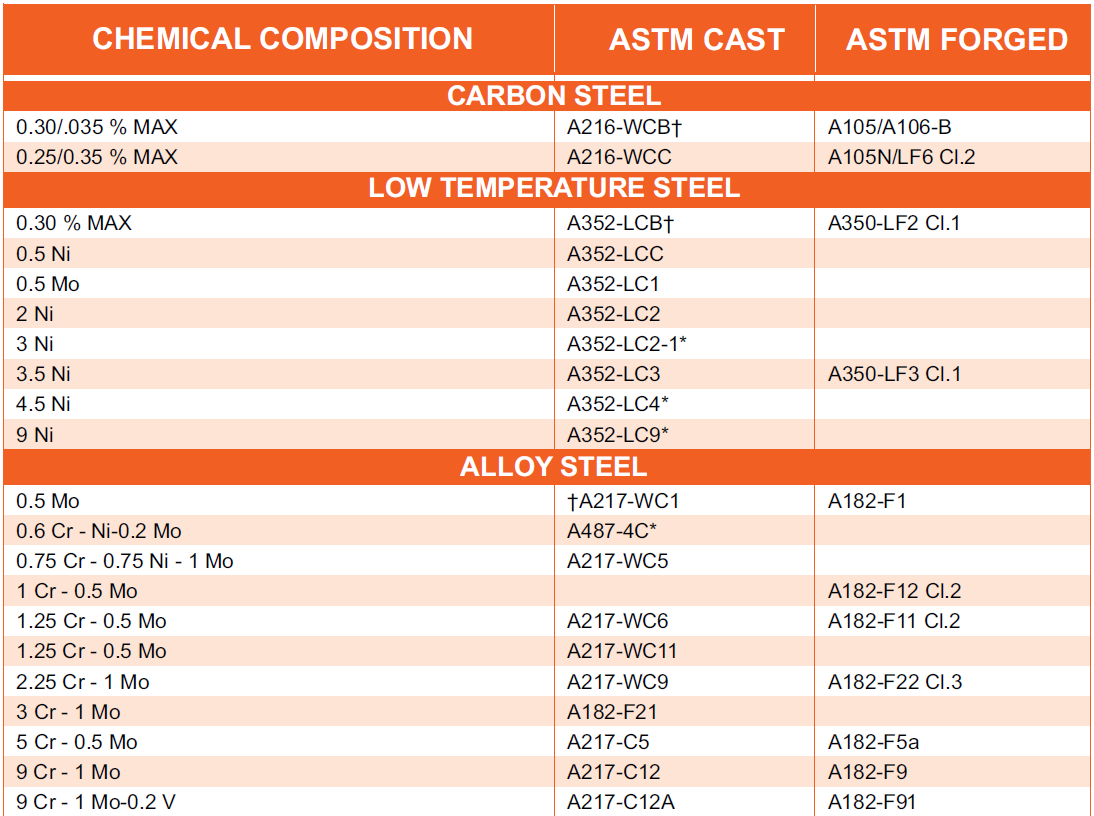 CHEMICAL COMPOSITION ASTM CAST ASTM FORGED
CARBON STEEL
0.30/.035 % MAX A216-WCB† A105/A106-B
0.25/0.35 % MAX A216-WCC A105N/LF6 Cl.2
LOW TEMPERATURE STEEL
0.30 % MAX A352-LCB† A350-LF2 Cl.1
0.5 Ni A352-LCC
0.5 Mo A352-LC1
2 Ni A352-LC2
3 Ni A352-LC2-1*
3.5 Ni A352-LC3 A350-LF3 Cl.1
4.5 Ni A352-LC4*
9 Ni A352-LC9*
ALLOY STEEL
0.5 Mo †A217-WC1 A182-F1
0.6 Cr - Ni-0.2 Mo A487-4C*
0.75 Cr - 0.75 Ni - 1 Mo A217-WC5
1 Cr - 0.5 Mo A182-F12 Cl.2
1.25 Cr - 0.5 Mo A217-WC6 A182-F11 Cl.2
1.25 Cr - 0.5 Mo A217-WC11
2.25 Cr - 1 Mo A217-WC9 A182-F22 Cl.3
3 Cr - 1 Mo A182-F21
5 Cr - 0.5 Mo A217-C5 A182-F5a
9 Cr - 1 Mo A217-C12 A182-F9
9 Cr - 1 Mo-0.2 V A217-C12A A182-F91